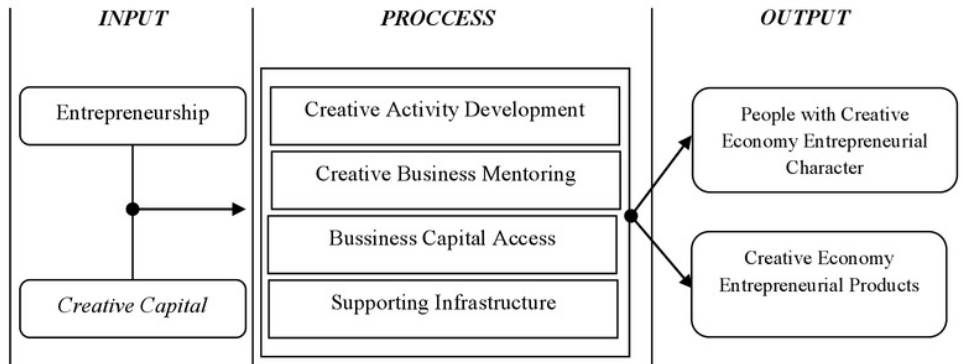 INPUT
PROCCESS
OUTPUT
Entrepreneurship
Creative Capital
Creative Activity Development
Creative Business Mentoring
Bussiness Capital Access
Supporting Infrastructure
People with Creative
Economy Entrepreneurial
Character
Creative Economy
Entrepreneurial Products